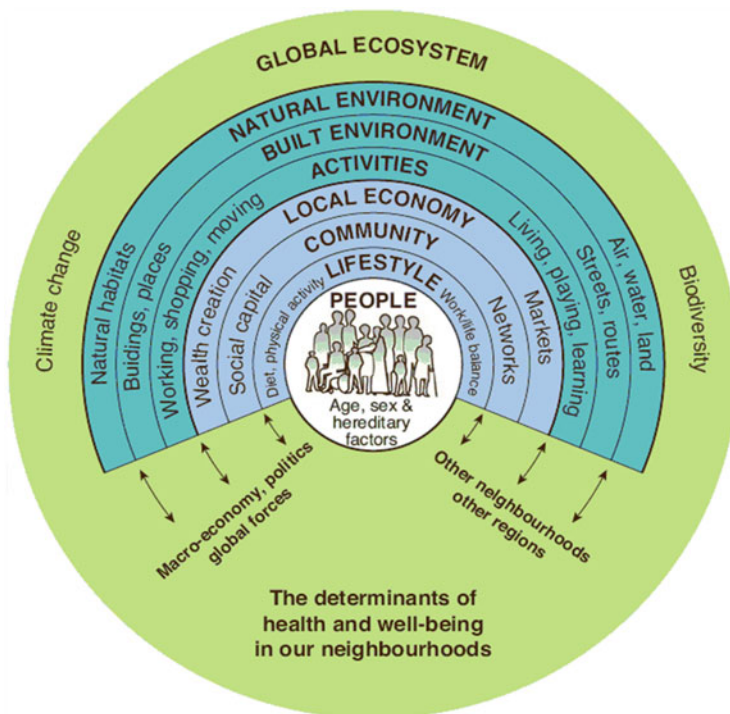 GLOBAL ECOSYSTEM
NATURAL ENVIRONMENT
BUILT ENVIRONMENT
ACTIVITIES
LOCAL ECONOMY
COMMUNITY
LIFESTYLE
PEOPLE
Age, sex &
hereditary
factors
Climate change
Natural habitats
Buidings, places
Working, shopping, moving
Wealth creation
Social capital
Diet, physical activity
Work/life balance
Networks
Markets
Living, playing, learning
Streets, routes
Air, water, land
Biodiversity
Macro-economy, politics
global forces
Other neighbourhoods
other regions
The determinants of
health and well-being
in our neighbourhoods